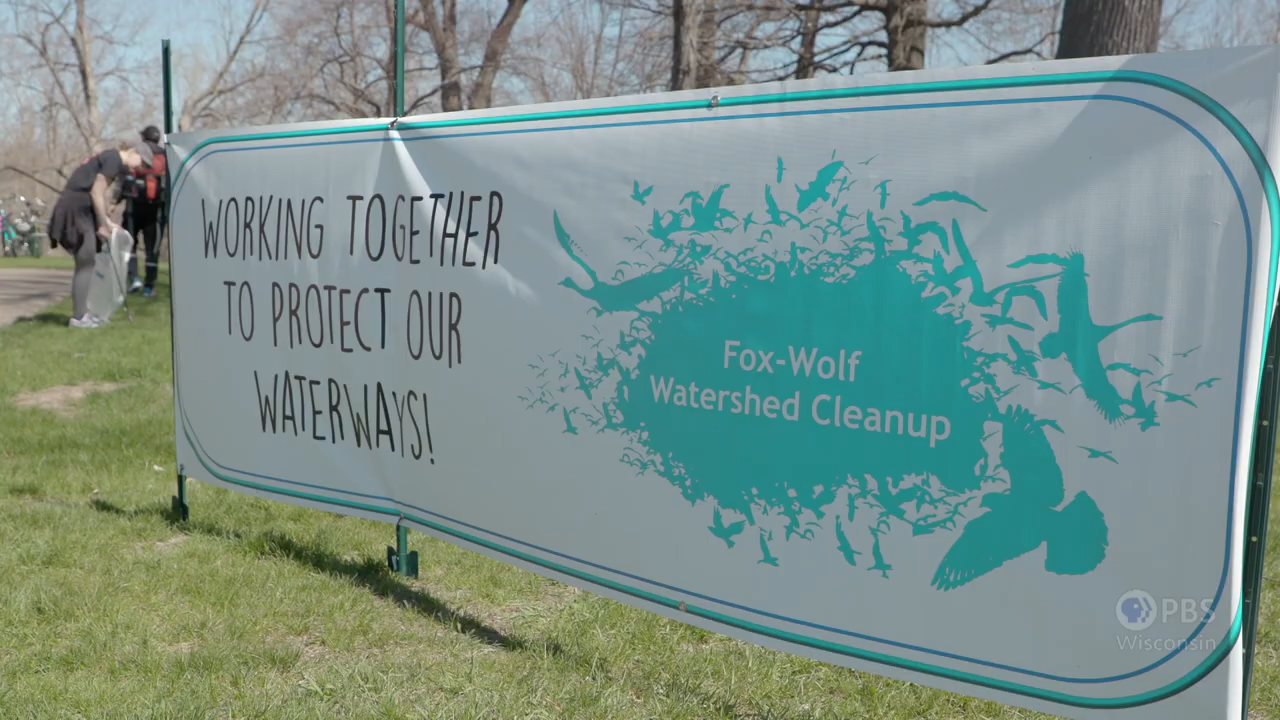 WORKING TOGETHER
TO PROTECT OUR
WATERWAYS!
Fox-Wolf
Watershed Cleanup
PBS
Wisconsin